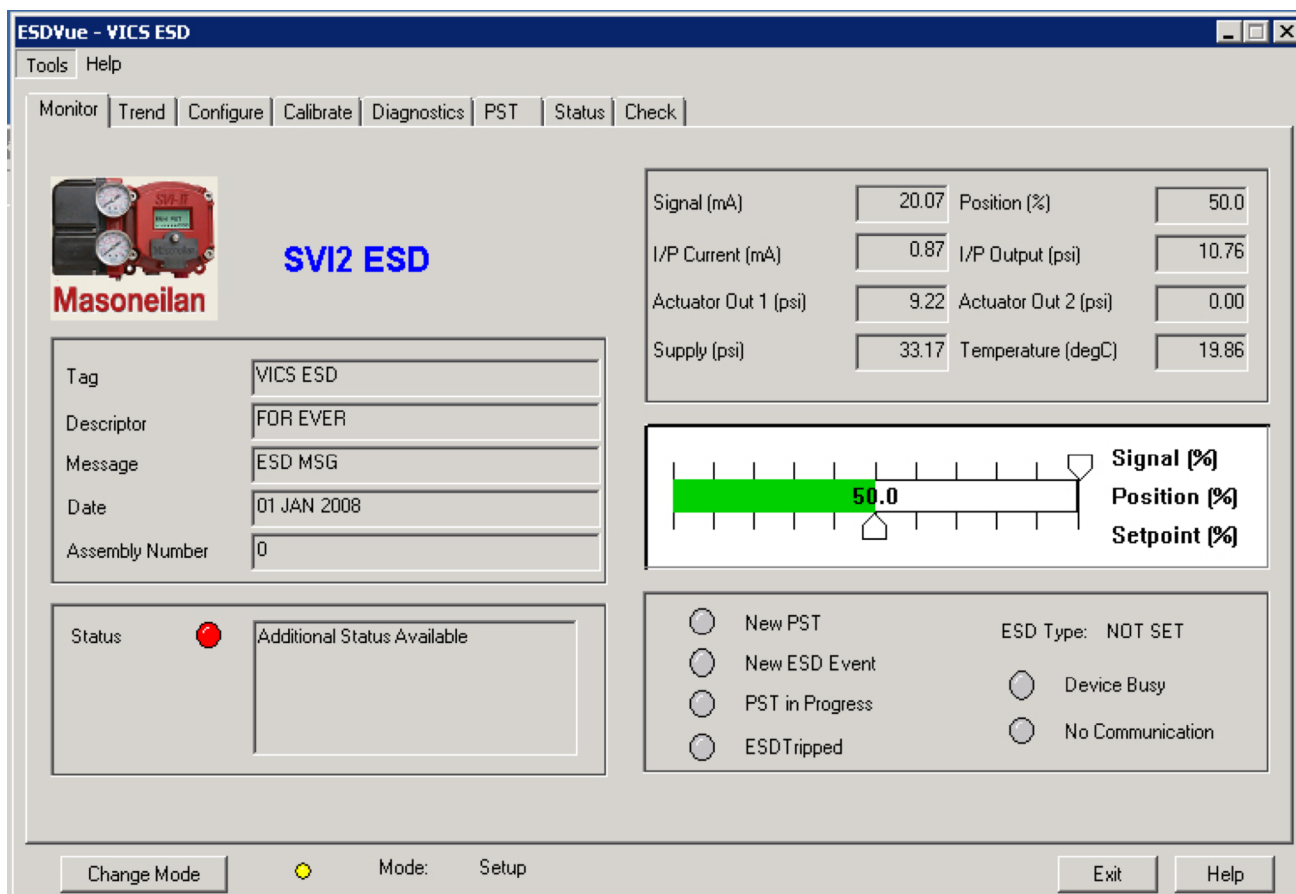 ESDVue - VICS ESD
Tools Help
Monitor Trend Configure Calibrate Diagnostics PST Status Check
SVI-II
Masoneilan
SVI2 ESD
Signal (mA) 20.07 Position (%) 50.0
I/P Current (mA) 0.87 I/P Output (psi) 10.76
Actuator Out 1 (psi) 9.22 Actuator Out 2 (psi) 0.00
Supply (psi) 33.17 Temperature (degC) 19.86
Tag VICS ESD
Descriptor FOR EVER
Message ESD MSG
Date 01 JAN 2008
Assembly Number 0
Signal (%)
50.0 Position (%)
Setpoint (%)
Status Additional Status Available
New PST
New ESD Event
PST in Progress
ESDTripped
ESD Type: NOT SET
Device Busy
No Communication
Change Mode Mode: Setup Exit Help